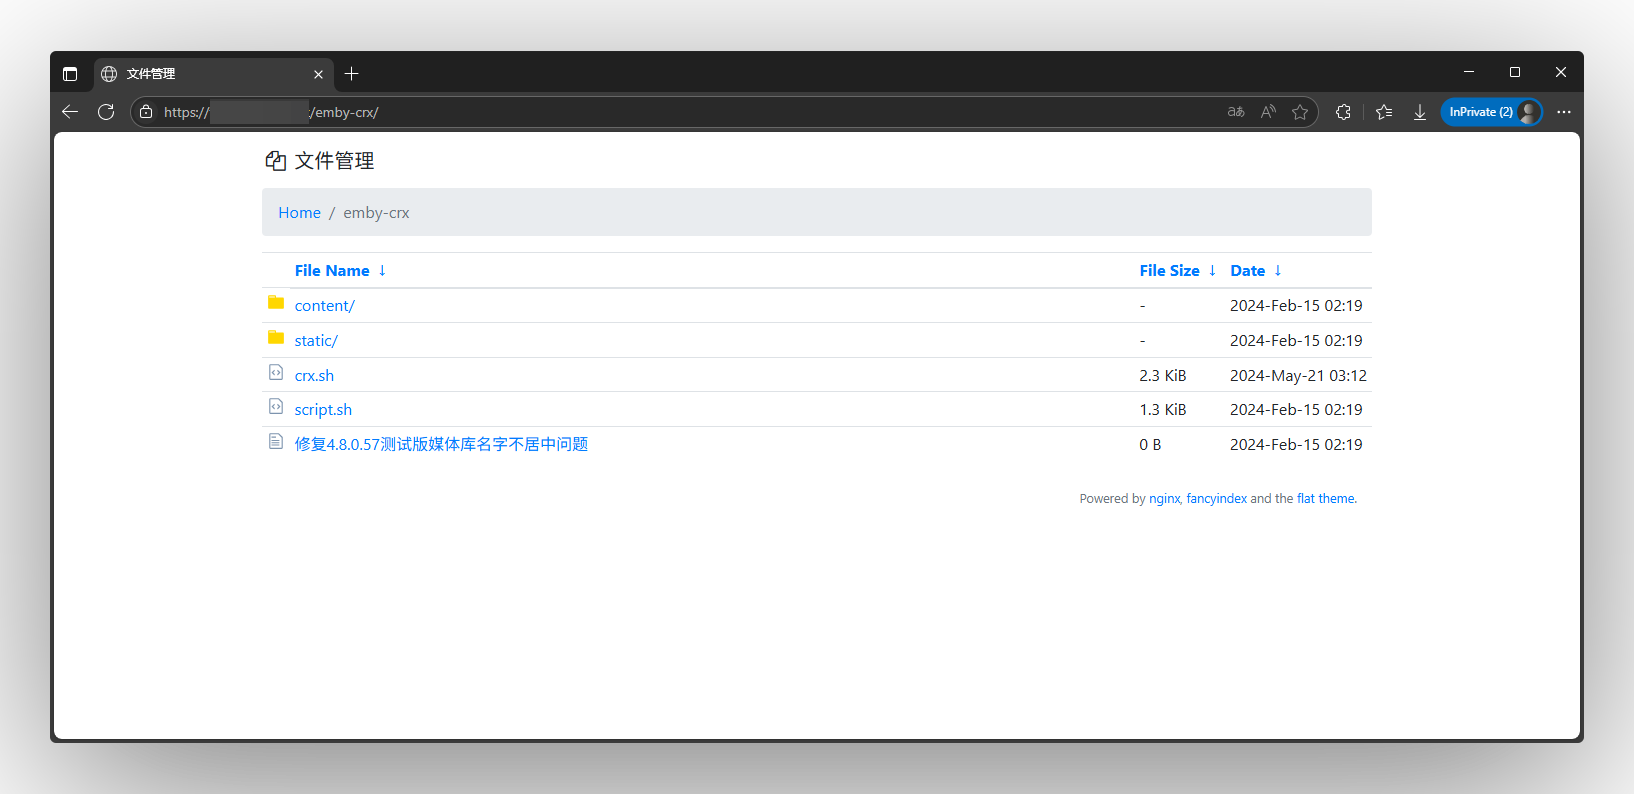 文件管理
https:// /emby-crx/
InPrivate (2)
文件管理
Home / emby-crx
File Name ↓ File Size ↓ Date ↓
content/ - 2024-Feb-15 02:19
static/ - 2024-Feb-15 02:19
crx.sh 2.3 KiB 2024-May-21 03:12
script.sh 1.3 KiB 2024-Feb-15 02:19
修复4.8.0.57测试版媒体库名字不居中问题 0 B 2024-Feb-15 02:19
Powered by nginx, fancyindex and the flat theme.